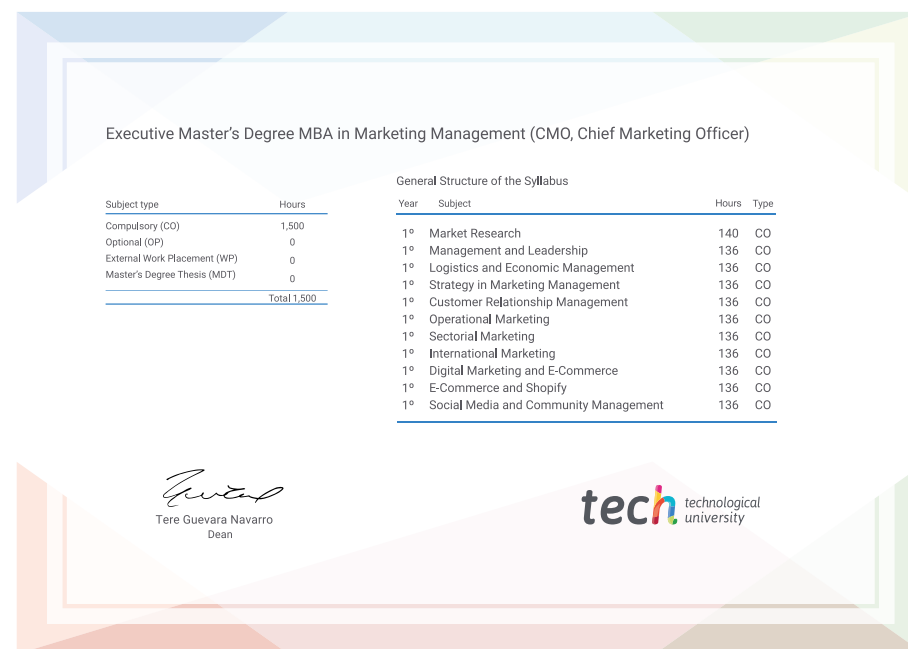 Executive Master's Degree MBA in Marketing Management (CMO, Chief Marketing Officer)
Subject type Hours
Compulsory (CO) 1,500
Optional (OP) 0
External Work Placement (WP) 0
Master's Degree Thesis (MDT) 0
Total 1,500
General Structure of the Syllabus
Year Subject Hours Type
1º Market Research 140 CO
1º Management and Leadership 136 CO
1º Logistics and Economic Management 136 CO
1º Strategy in Marketing Management 136 CO
1º Customer Relationship Management 136 CO
1º Operational Marketing 136 CO
1º Sectorial Marketing 136 CO
1º International Marketing 136 CO
1º Digital Marketing and E-Commerce 136 CO
1º E-Commerce and Shopify 136 CO
1º Social Media and Community Management 136 CO
Tere Guevara Navarro
Dean
tech technological
university